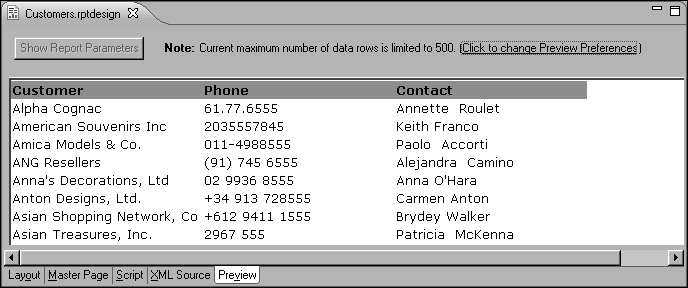 Customers.rptdesign
Show Report Parameters Note: Current maximum number of data rows is limited to 500. (Click to change Preview Preferences)
Customer Phone Contact
Alpha Cognac 61.77.6555 Annette Roulet
American Souvenirs Inc 2035557845 Keith Franco
Amica Models & Co. 011-4988555 Paolo Accorti
ANG Resellers (91) 745 6555 Alejandra Camino
Anna's Decorations, Ltd 02 9936 8555 Anna O'Hara
Anton Designs, Ltd. +34 913 728555 Carmen Anton
Asian Shopping Network, Co +612 9411 1555 Brydey Walker
Asian Treasures, Inc. 2967 555 Patricia McKenna
Layout Master Page Script XML Source Preview